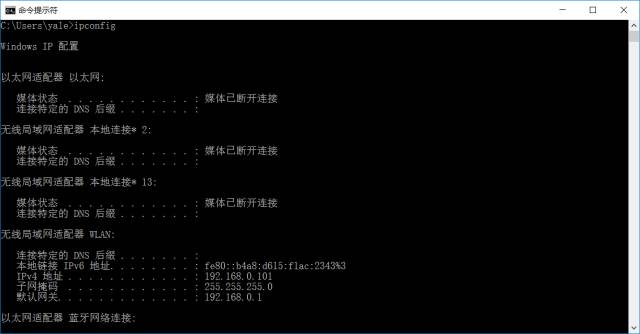 命令提示符
C:\Users\yale>ipconfig
Windows IP 配置
以太网适配器 以太网:
媒体状态 . . . . . . . . . . . . : 媒体已断开连接
连接特定的 DNS 后缀 . . . . . . . :
无线局域网适配器 本地连接* 2:
媒体状态 . . . . . . . . . . . . : 媒体已断开连接
连接特定的 DNS 后缀 . . . . . . . :
无线局域网适配器 本地连接* 13:
媒体状态 . . . . . . . . . . . . : 媒体已断开连接
连接特定的 DNS 后缀 . . . . . . . :
无线局域网适配器 WLAN:
连接特定的 DNS 后缀 . . . . . . . :
本地链接 IPv6 地址. . . . . . . . : fe80::b4a8:d615:f1ac:2343%3
IPv4 地址 . . . . . . . . . . . . : 192.168.0.101
子网掩码 . . . . . . . . . . . . : 255.255.255.0
默认网关. . . . . . . . . . . . . : 192.168.0.1
以太网适配器 蓝牙网络连接: